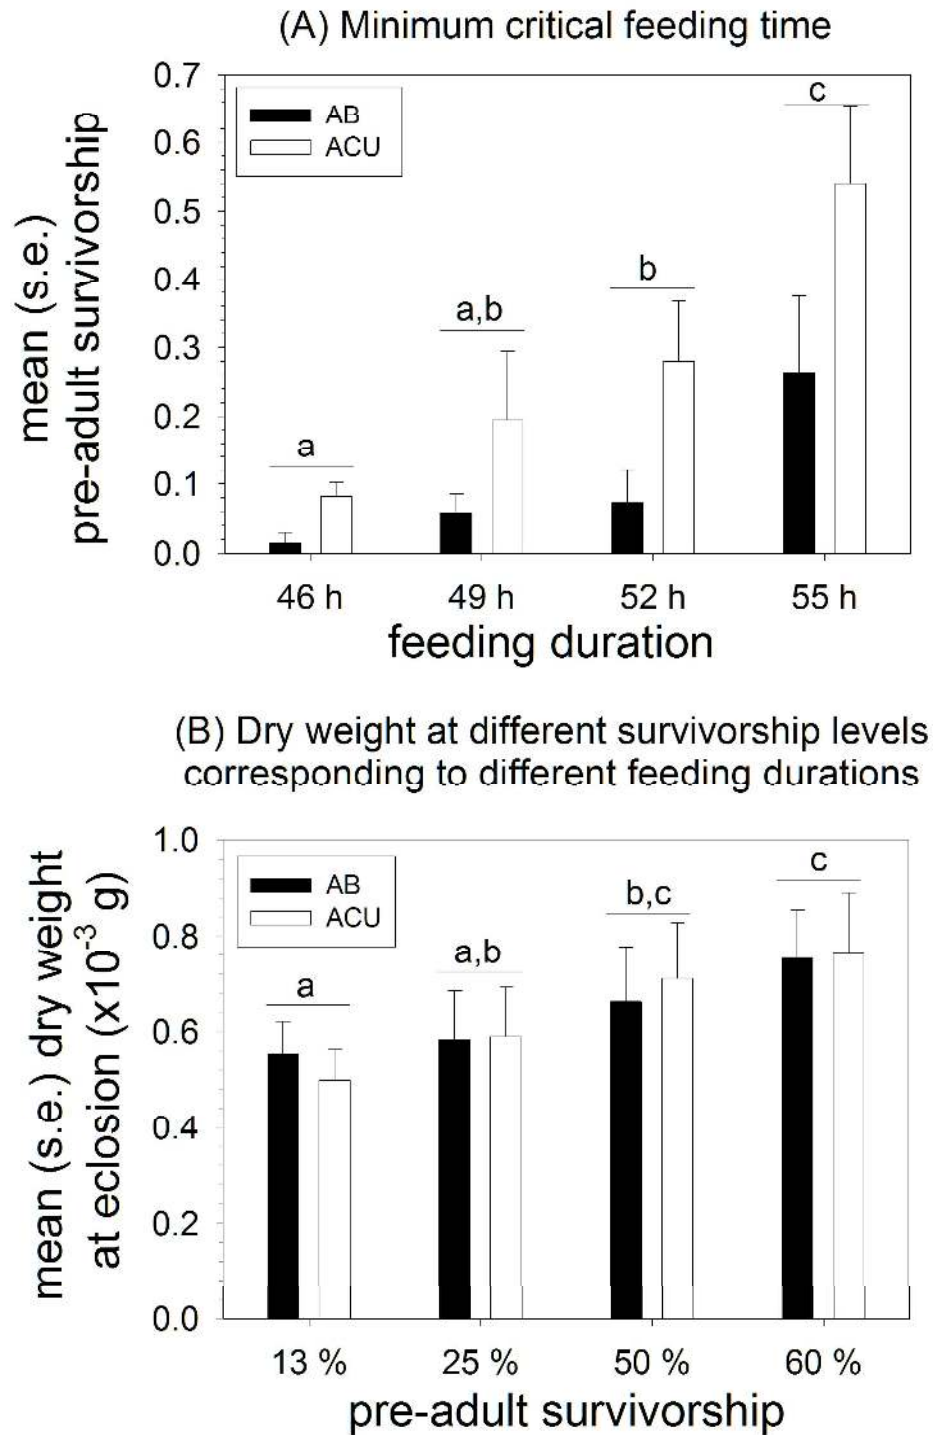 (A) Minimum critical feeding time
mean (s.e.)
pre-adult survivorship
0.7
0.6
0.5
0.4
0.3
0.2
0.1
0.0
AB
ACU
a
a,b
b
c
46 h
49 h
52 h
55 h
feeding duration
(B) Dry weight at different survivorship levels
corresponding to different feeding durations
mean (s.e.) dry weight
at eclosion (x10⁻³ g)
1.0
0.8
0.6
0.4
0.2
0.0
AB
ACU
a
a,b
b,c
c
13 %
25 %
50 %
60 %
pre-adult survivorship